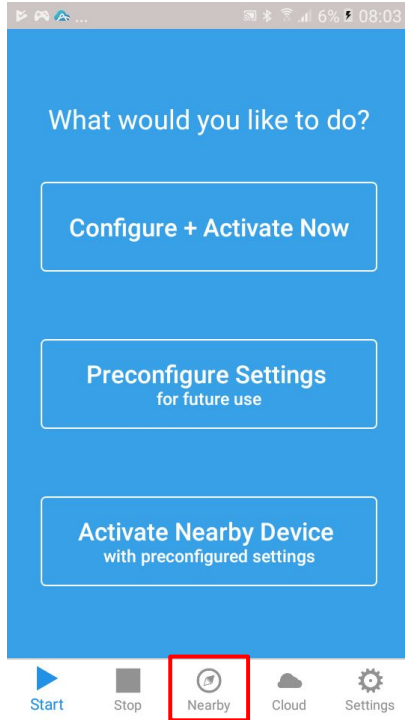 ... 6% 08:03
What would you like to do?
Configure + Activate Now
Preconfigure Settings
for future use
Activate Nearby Device
with preconfigured settings
Start Stop Nearby Cloud Settings